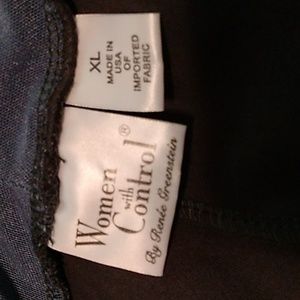 XL
MADE IN
USA
OF
IMPORTED
FABRIC
Women
with
Control®
By Renée Greenstein